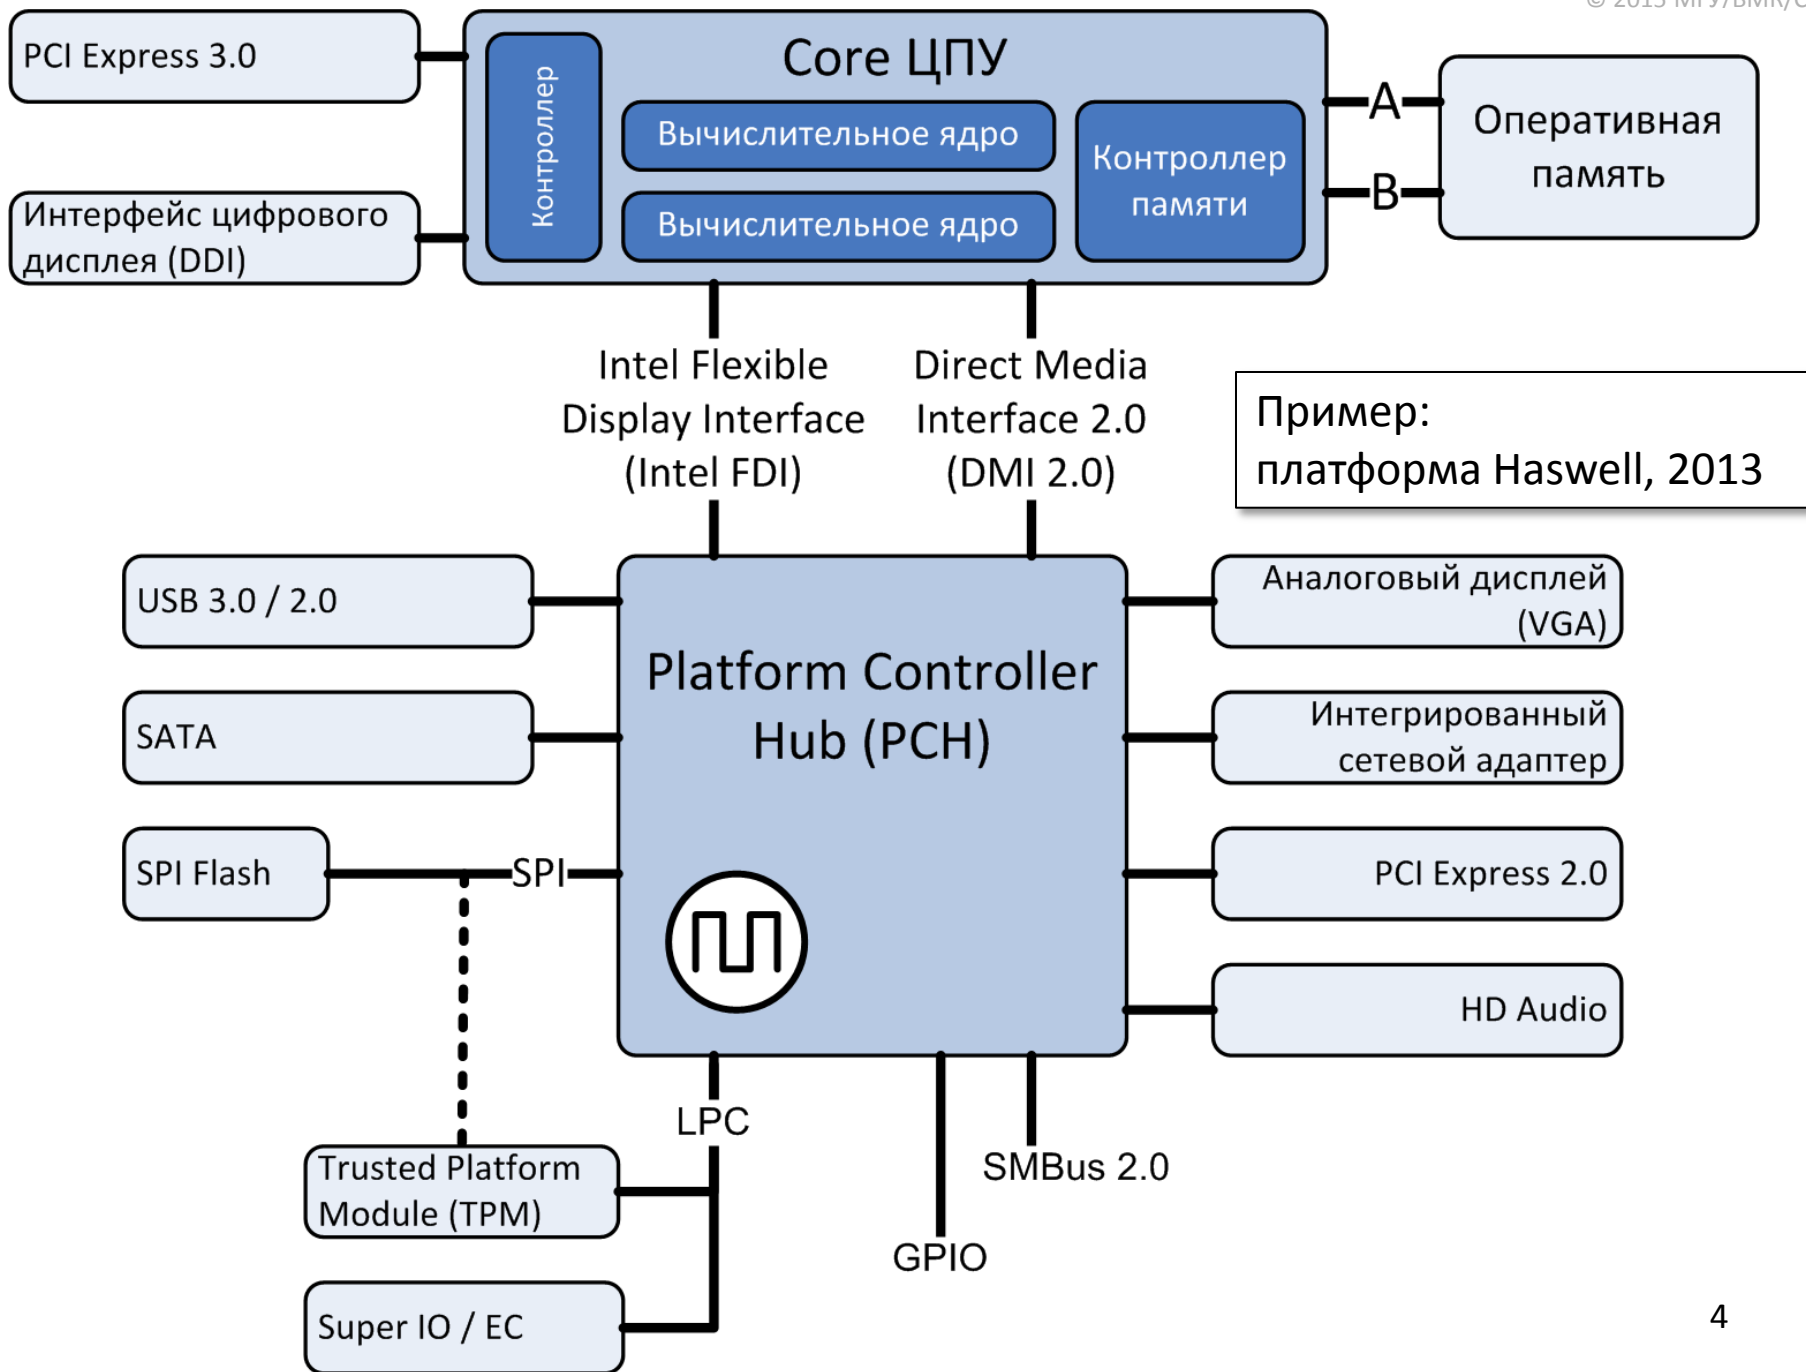 © 2015 МГУ/ВМК/С
PCI Express 3.0
Core ЦПУ
Контроллер
Вычислительное ядро
Вычислительное ядро
Контроллер
памяти
A
B
Оперативная
память
Интерфейс цифрового
дисплея (DDI)
Intel Flexible
Display Interface
(Intel FDI)
Direct Media
Interface 2.0
(DMI 2.0)
Пример:
платформа Haswell, 2013
USB 3.0 / 2.0
SATA
SPI Flash
SPI
Platform Controller
Hub (PCH)
Аналоговый дисплей
(VGA)
Интегрированный
сетевой адаптер
PCI Express 2.0
HD Audio
LPC
Trusted Platform
Module (TPM)
Super IO / EC
SMBus 2.0
GPIO
4